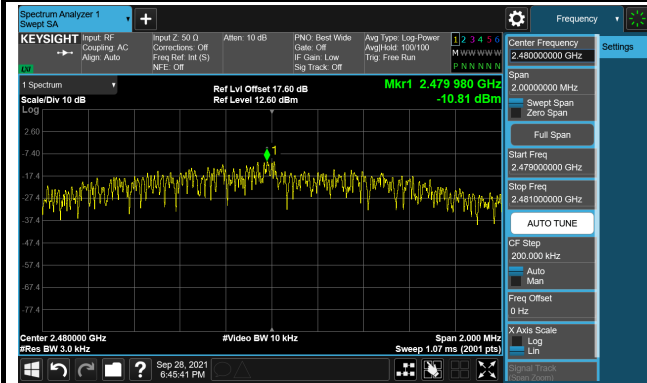 Spectrum Analyzer 1
Swept SA
Frequency
KEYSIGHT
Input: RF
Coupling: AC
Align: Auto
Input Z: 50 Ω
Corrections: Off
Freq Ref: Int (S)
NFE: Off
Atten: 10 dB
PNO: Best Wide
Gate: Off
IF Gain: Low
Sig Track: Off
Avg Type: Log-Power
Avg|Hold: 100/100
Trig: Free Run
1 2 3 4 5 6
M W W W W W
P N N N N N
LXI
1 Spectrum
Scale/Div 10 dB
Log
Ref Lvl Offset 17.60 dB
Ref Level 12.60 dBm
Mkr1 2.479 980 GHz
-10.81 dBm
2.60
-7.40
-17.4
-27.4
-37.4
-47.4
-57.4
-67.4
-77.4
1
Center 2.480000 GHz
#Res BW 3.0 kHz
#Video BW 10 kHz
Span 2.000 MHz
Sweep 1.07 ms (2001 pts)
Sep 28, 2021
6:45:41 PM
Center Frequency
2.480000000 GHz
Settings
Span
2.00000000 MHz
Swept Span
Zero Span
Full Span
Start Freq
2.479000000 GHz
Stop Freq
2.481000000 GHz
AUTO TUNE
CF Step
200.000 kHz
Auto
Man
Freq Offset
0 Hz
X Axis Scale
Log
Lin
Signal Track
(Span Zoom)